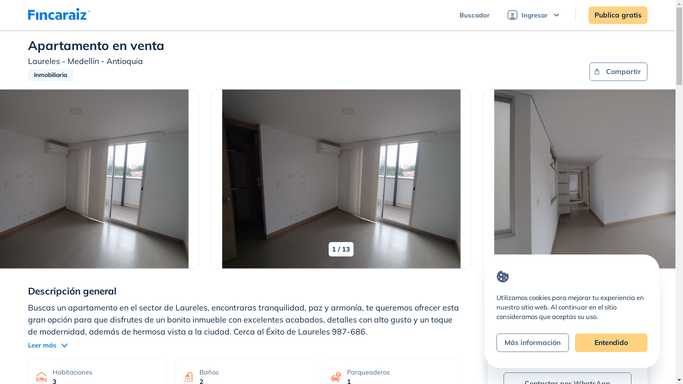 Fincaraiz
Buscador
Ingresar
Publica gratis
Apartamento en venta
Laureles - Medellín - Antioquia
Inmobiliaria
Compartir
1 / 13
Descripción general
Buscas un apartamento en el sector de Laureles, encontraras tranquilidad, paz y armonía, te queremos ofrecer esta
gran opción para que disfrutes de un bonito inmueble con excelentes acabados, detalles con alto gusto y un toque
de modernidad, además de hermosa vista a la ciudad. Cerca al Éxito de Laureles 987-686.
Leer más
Habitaciones
3
Baños
2
Parqueaderos
1
Utilizamos cookies para mejorar tu experiencia en
nuestro sitio web. Al continuar en el sitio
consideramos que aceptas su uso.
Más información
Entendido
Contactar por WhatsApp